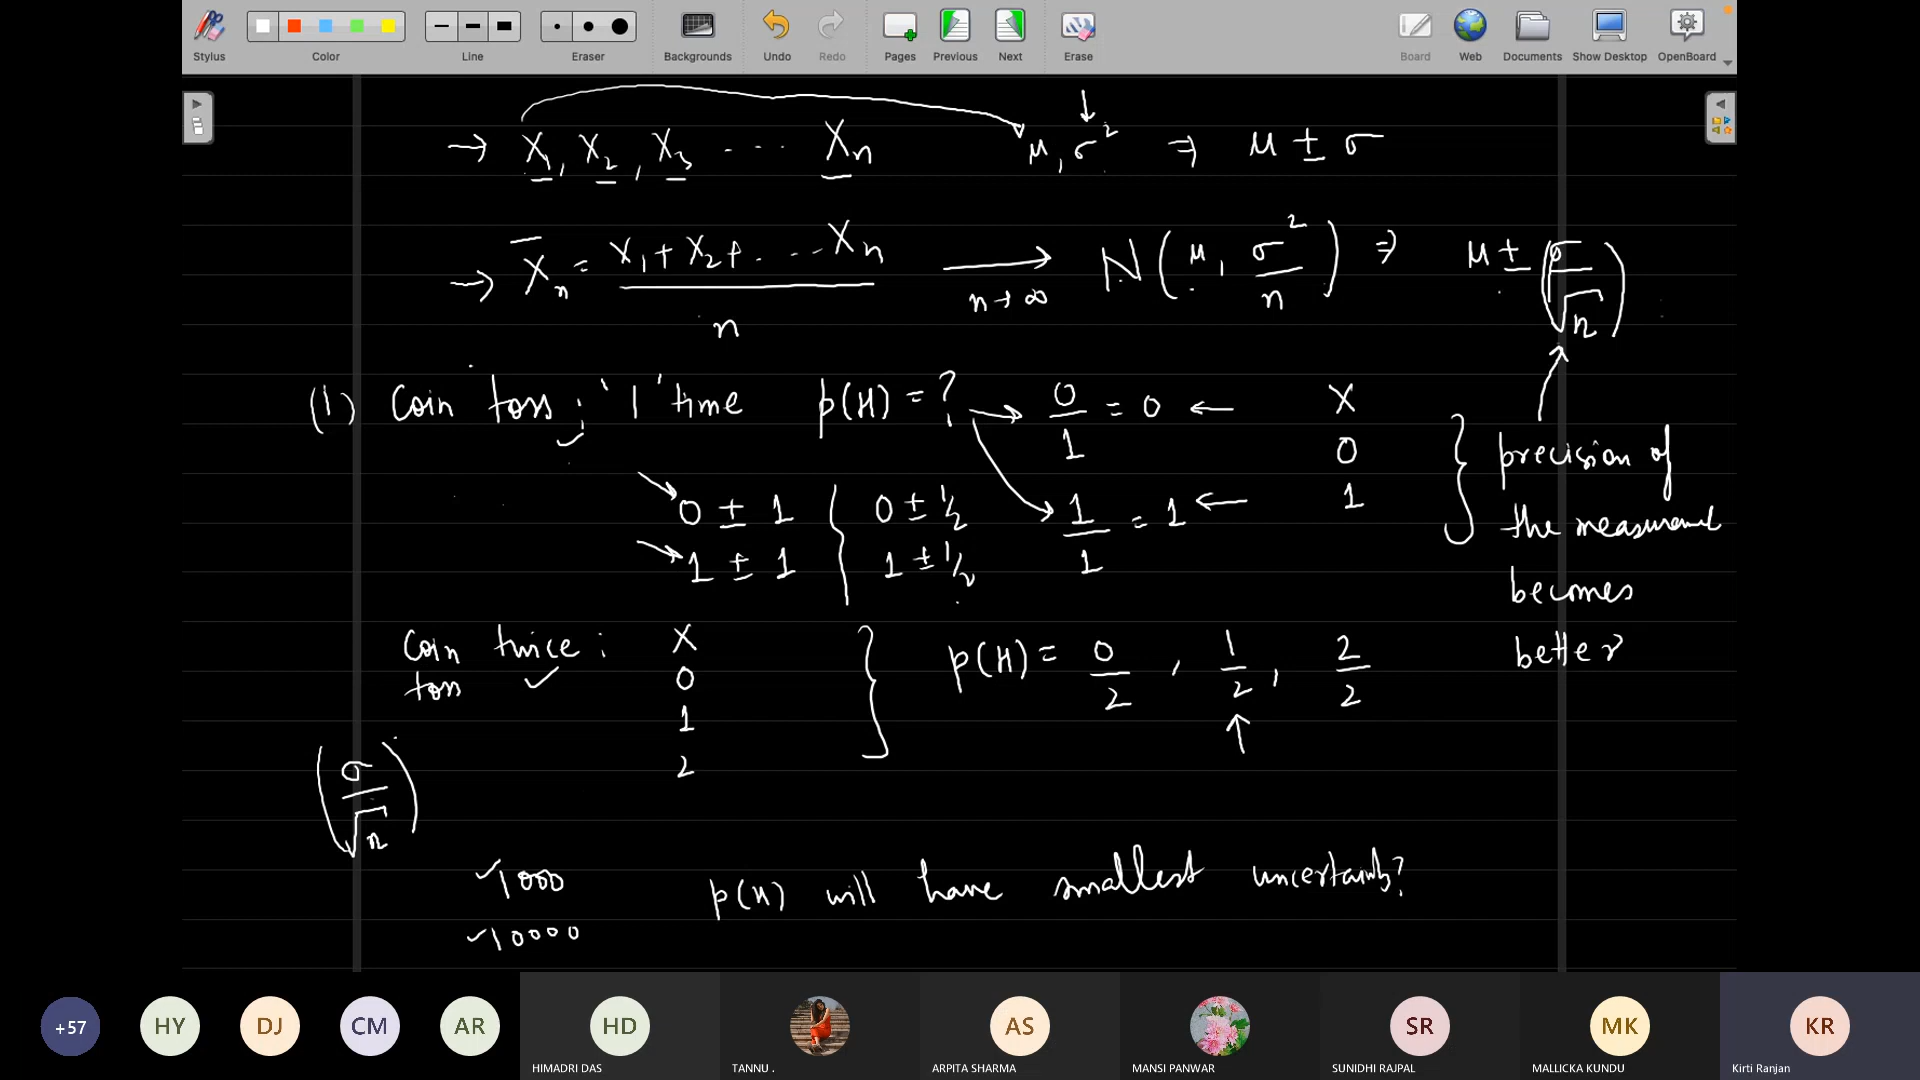 Stylus Color Line Eraser Backgrounds Undo Redo Pages Previous Next Erase Board Web Documents Show Desktop OpenBoard
→ X₁, X₂, X₃ ... Xₙ μ, σ² ⇒ μ ± σ
→ X̄ₙ = X₁ + X₂ + ... Xₙ / n → n → ∞ N(μ, σ²/n) ⇒ μ ± (σ/√n)
(1) Coin toss; '1' time p(H) = ? → 0/1 = 0 ← X
0
1/1 = 1 ← 1
0 ± 1 { 0 ± 1/2
1 ± 1 1 ± 1/2
} precision of
the measurement
becomes
better
Coin twice : X
toss 0
1
2
} p(H) = 0/2 , 1/2 , 2/2
↑
(σ/√n)
✓1000 p(H) will have smallest uncertainty?
✓10000
+57 HY DJ CM AR HD AS SR MK KR
HIMADRI DAS TANNU . ARPITA SHARMA MANSI PANWAR SUNIDHI RAJPAL MALLICKA KUNDU Kirti Ranjan